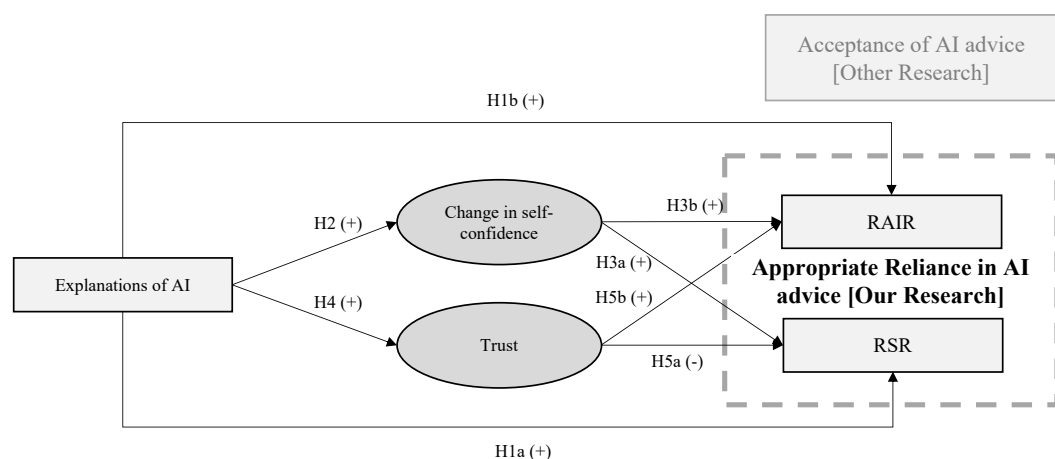 Acceptance of AI advice
[Other Research]
H1b (+)
H2 (+)
Change in self-
confidence
H3b (+)
RAIR
H3a (+)
Explanations of AI
Appropriate Reliance in AI
advice [Our Research]
H4 (+)
H5b (+)
Trust
H5a (-)
RSR
H1a (+)